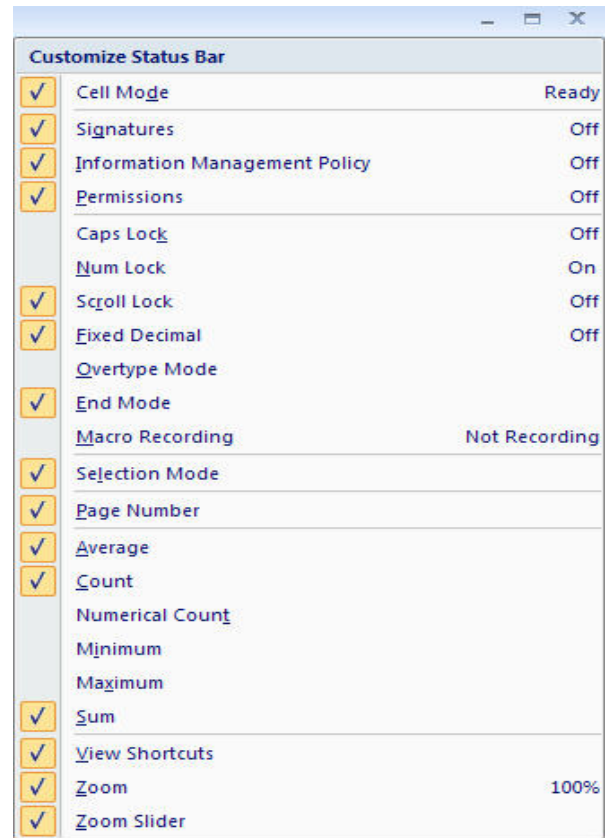 Customize Status Bar
Cell Mode Ready
Signatures Off
Information Management Policy Off
Permissions Off
Caps Lock Off
Num Lock On
Scroll Lock Off
Fixed Decimal Off
Overtype Mode
End Mode
Macro Recording Not Recording
Selection Mode
Page Number
Average
Count
Numerical Count
Minimum
Maximum
Sum
View Shortcuts
Zoom 100%
Zoom Slider